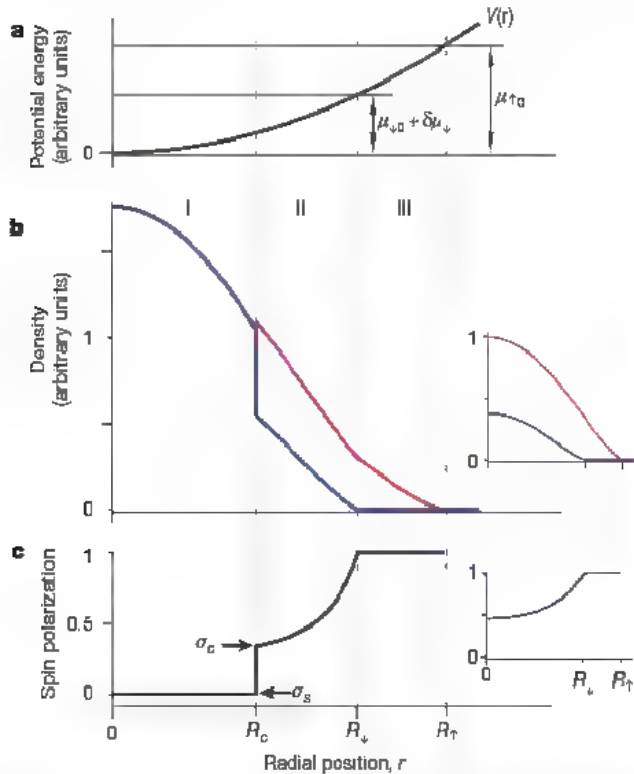 a
V(r)
Potential energy
(arbitrary units)
0
μ↓0 + δμ↓
μ↑0
b
I
II
III
Density
(arbitrary units)
1
0
1
0
c
Spin polarization
1
0.5
0
σc
σs
1
0
0
R↓
R↑
0
Rc
R↓
R↑
Radial position, r